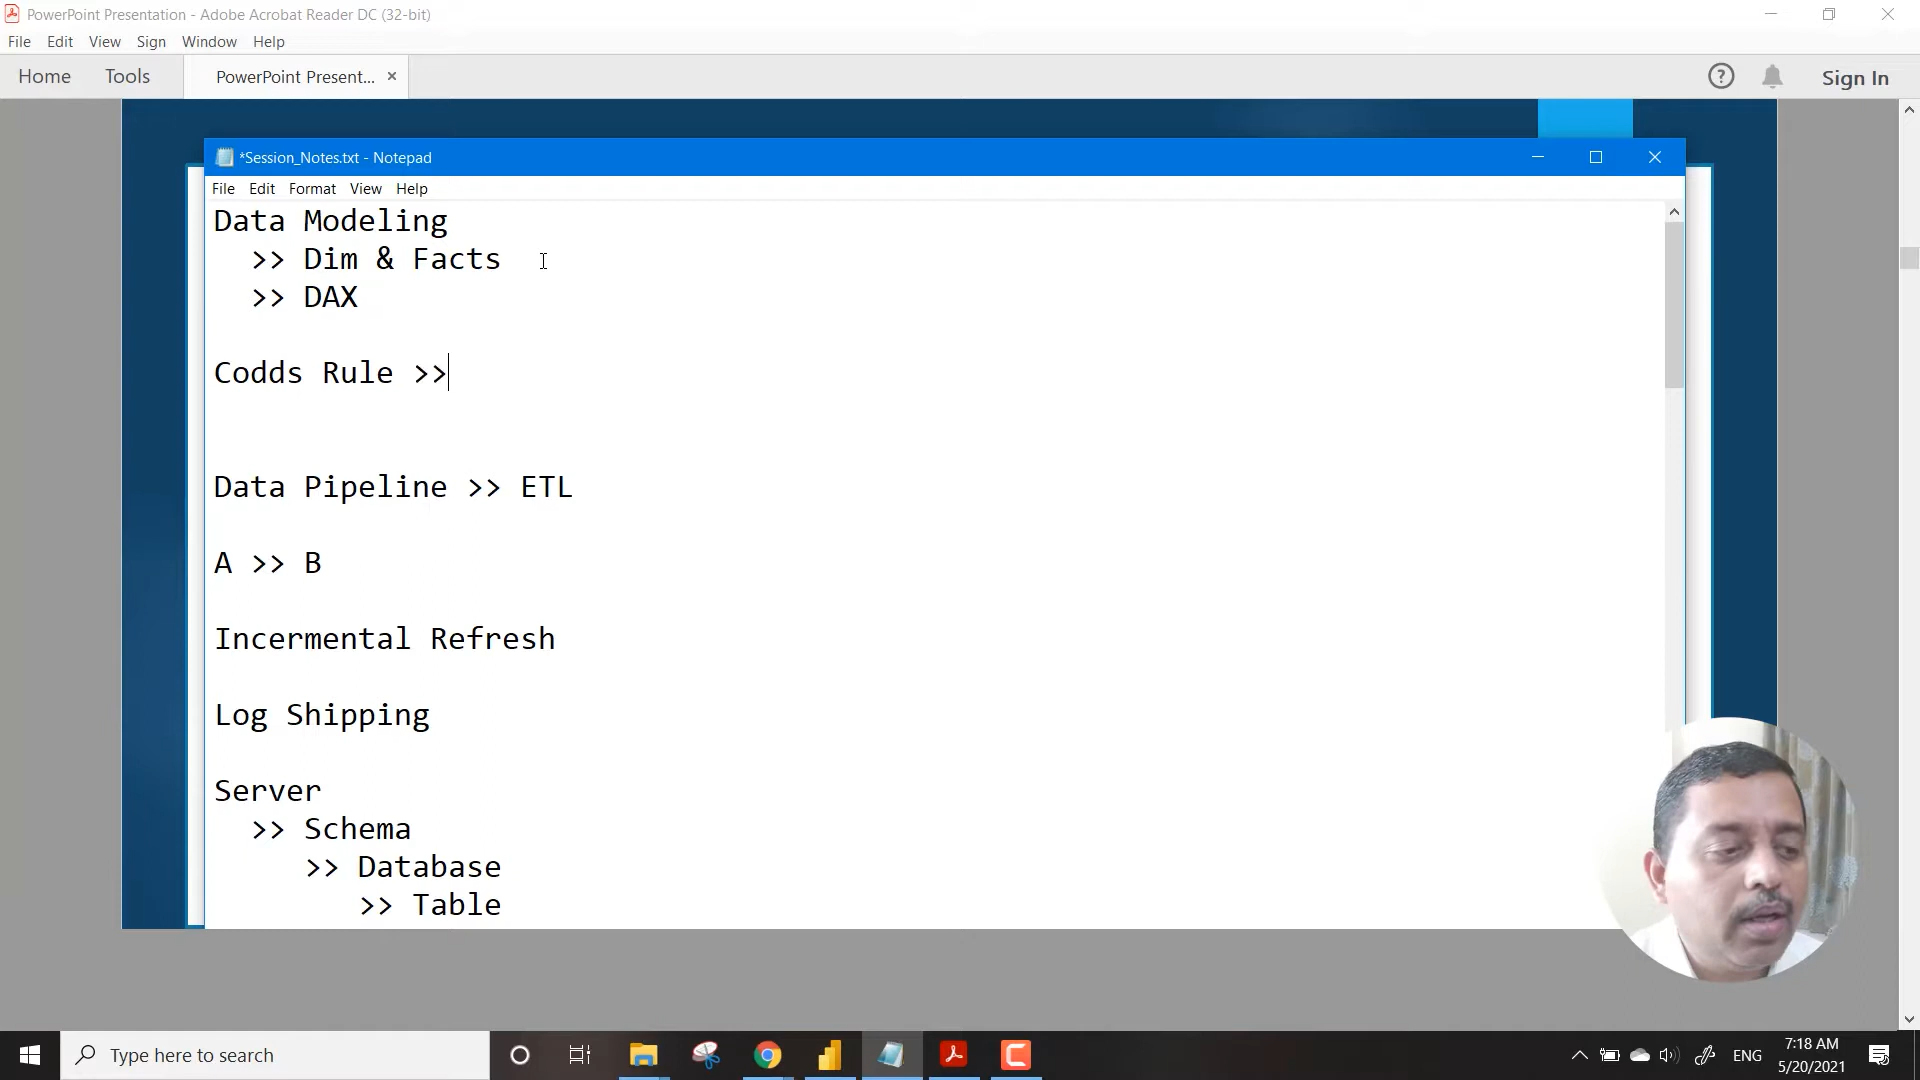 PowerPoint Presentation - Adobe Acrobat Reader DC (32-bit)
File Edit View Sign Window Help
Home Tools PowerPoint Present... Sign In
*Session_Notes.txt - Notepad
File Edit Format View Help
Data Modeling
>> Dim & Facts
>> DAX
Codds Rule >>
Data Pipeline >> ETL
A >> B
Incermental Refresh
Log Shipping
Server
>> Schema
>> Database
>> Table
Type here to search
ENG
7:18 AM
5/20/2021